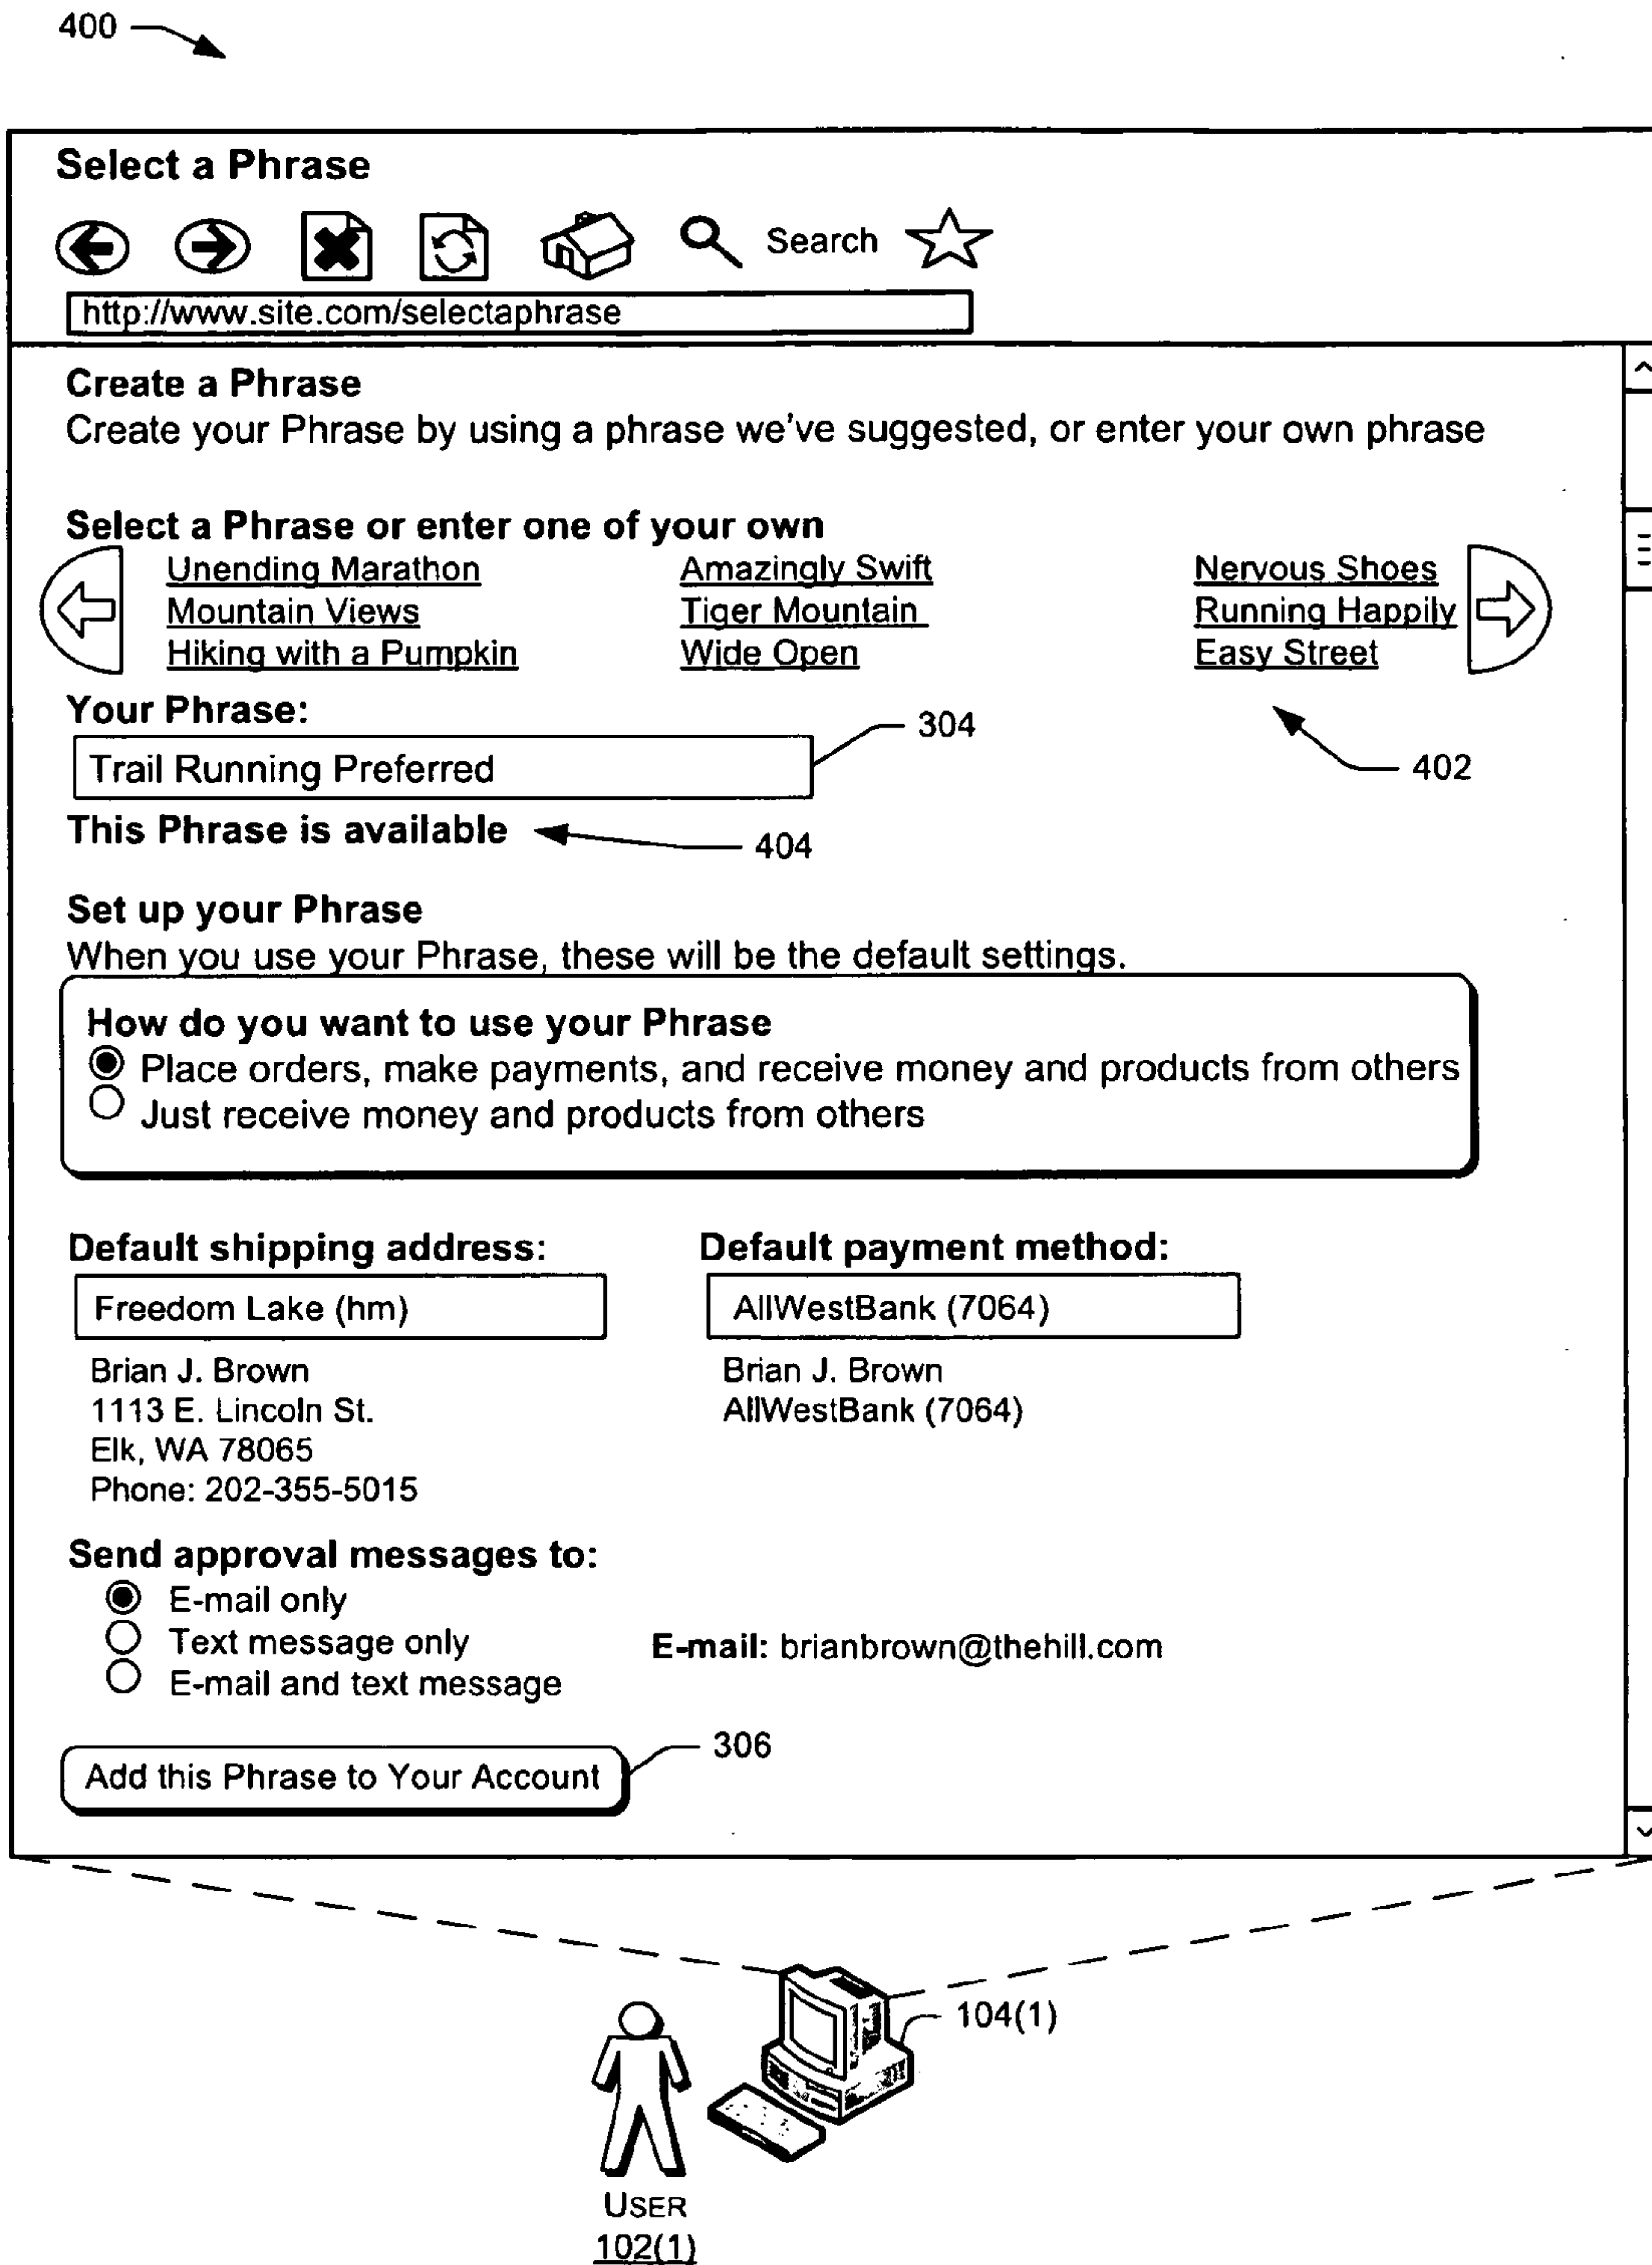 400
Select a Phrase
Search
http://www.site.com/selectaphrase
Create a Phrase
Create your Phrase by using a phrase we've suggested, or enter your own phrase
Select a Phrase or enter one of your own
Unending Marathon Amazingly Swift Nervous Shoes
Mountain Views Tiger Mountain Running Happily
Hiking with a Pumpkin Wide Open Easy Street
Your Phrase:
304
Trail Running Preferred
402
This Phrase is available
404
Set up your Phrase
When you use your Phrase, these will be the default settings.
How do you want to use your Phrase
Place orders, make payments, and receive money and products from others
Just receive money and products from others
Default shipping address: Default payment method:
Freedom Lake (hm) AllWestBank (7064)
Brian J. Brown Brian J. Brown
1113 E. Lincoln St. AllWestBank (7064)
Elk, WA 78065
Phone: 202-355-5015
Send approval messages to:
E-mail only
Text message only E-mail: brianbrown@thehill.com
E-mail and text message
306
Add this Phrase to Your Account
104(1)
USER
102(1)